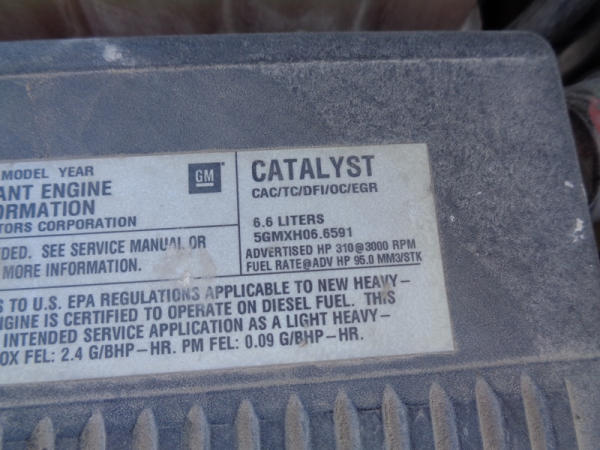 MODEL YEAR
ANT ENGINE
ORMATION
TORS CORPORATION
GM
NDED. SEE SERVICE MANUAL OR
MORE INFORMATION.
CATALYST
CAC/TC/DFI/OC/EGR
6.6 LITERS
5GMXH06.6591
ADVERTISED HP 310@3000 RPM
FUEL RATE@ADV HP 95.0 MM3/STK
S TO U.S. EPA REGULATIONS APPLICABLE TO NEW HEAVY-
NGINE IS CERTIFIED TO OPERATE ON DIESEL FUEL. THIS
INTENDED SERVICE APPLICATION AS A LIGHT HEAVY-
OX FEL: 2.4 G/BHP-HR. PM FEL: 0.09 G/BHP-HR.